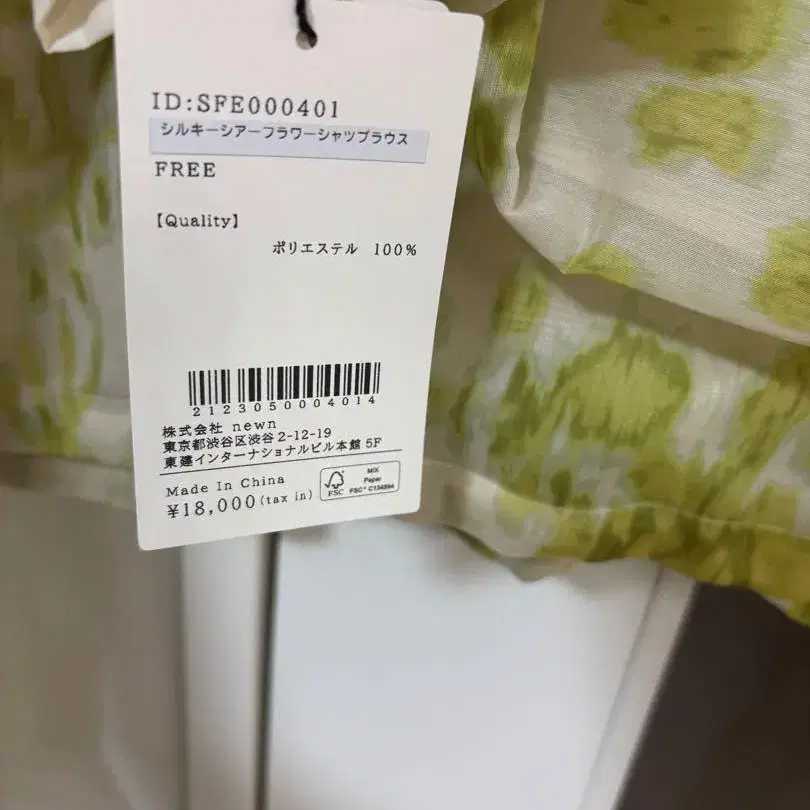 ID:SFE000401
シルキーシアーフラワーシャツブラウス
FREE
【Quality】
ポリエステル 100%
2123050004014
株式会社 newn
東京都渋谷区渋谷 2-12-19
東建インターナショナルビル本館 5F
Made In China
¥18,000(tax in)
FSC
MIX
Paper
FSC® C134894